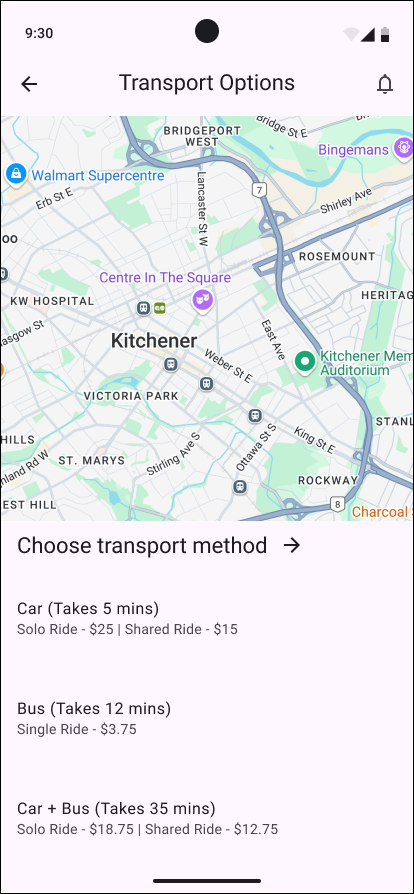 9:30
Transport Options
Bridge St E
BRIDGEPORT
WEST
Bingemans
Walmart Supercentre
Erb St E
Lancaster St W
7
Shirley Ave
oo
ROSEMOUNT
Centre In The Square
KW HOSPITAL
HERITAG
GO
asgow St
Kitchener
East Ave
Weber St E
Kitchener Mem
Auditorium
VICTORIA PARK
STANL
HILLS
King St E
Stirling Ave S
Ottawa St S
nland Rd W
ST. MARYS
ROCKWAY
EST HILL
8
Charcoal S
Choose transport method
Car (Takes 5 mins)
Solo Ride - $25 | Shared Ride - $15
Bus (Takes 12 mins)
Single Ride - $3.75
Car + Bus (Takes 35 mins)
Solo Ride - $18.75 | Shared Ride - $12.75